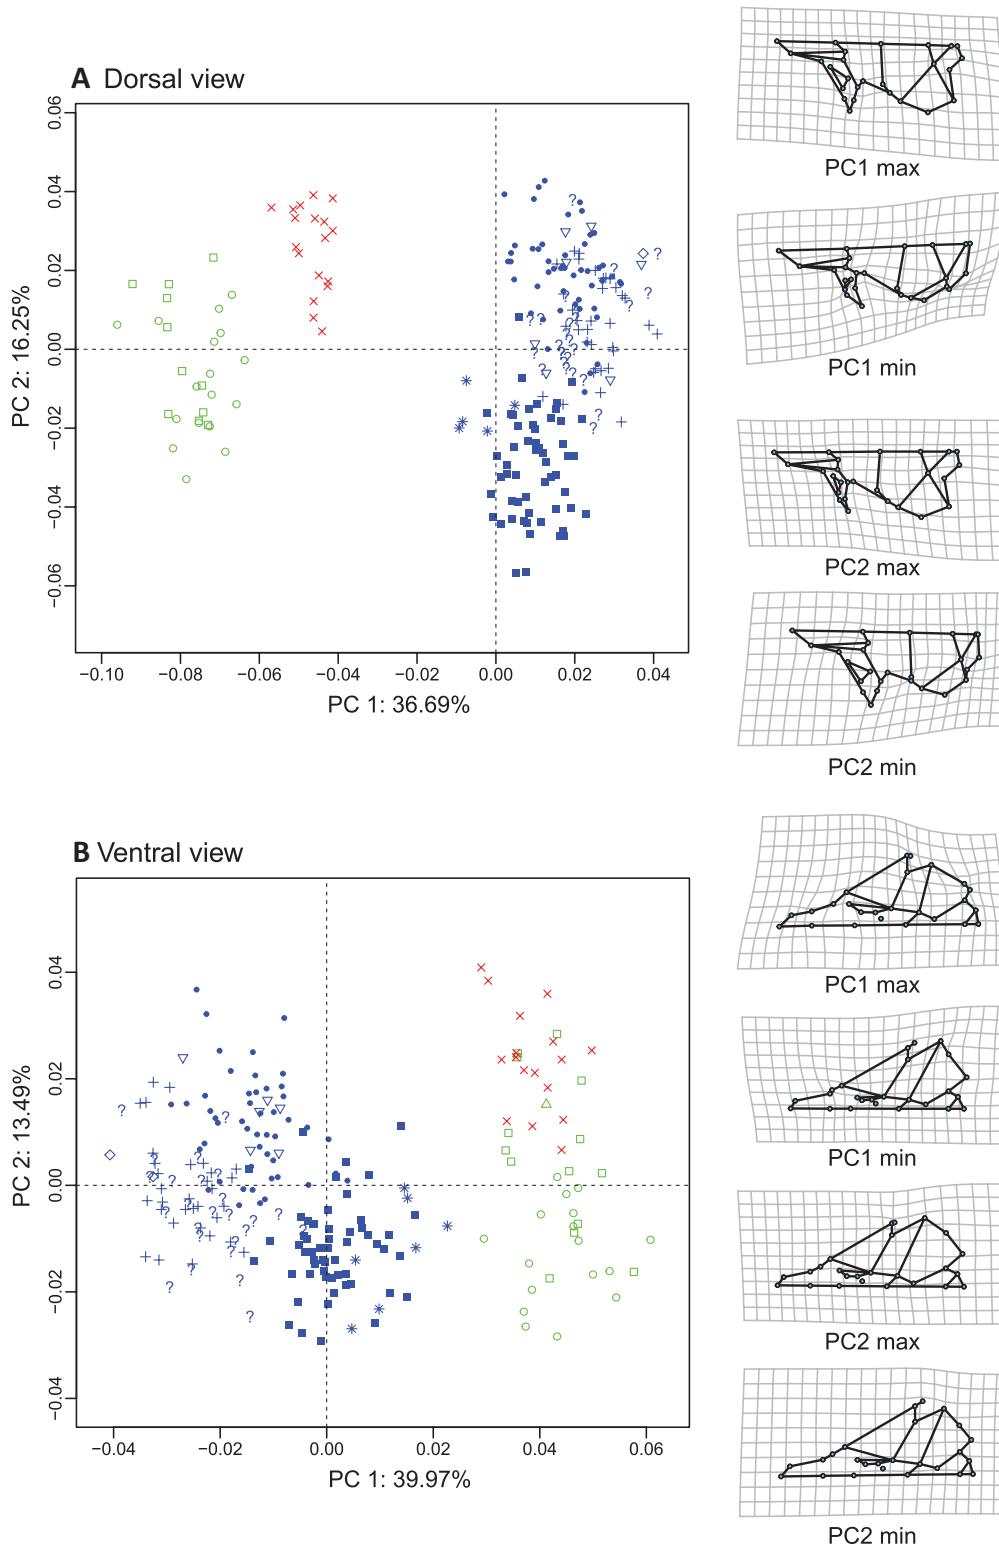 A Dorsal view
PC 2: 16.25%
0.06
0.04
0.02
0.00
−0.02
−0.04
−0.06
−0.10
−0.08
−0.06
−0.04
−0.02
0.00
0.02
0.04
PC 1: 36.69%
PC1 max
PC1 min
PC2 max
PC2 min
B Ventral view
PC 2: 13.49%
0.04
0.02
0.00
−0.02
−0.04
−0.04
−0.02
0.00
0.02
0.04
0.06
PC 1: 39.97%
PC1 max
PC1 min
PC2 max
PC2 min